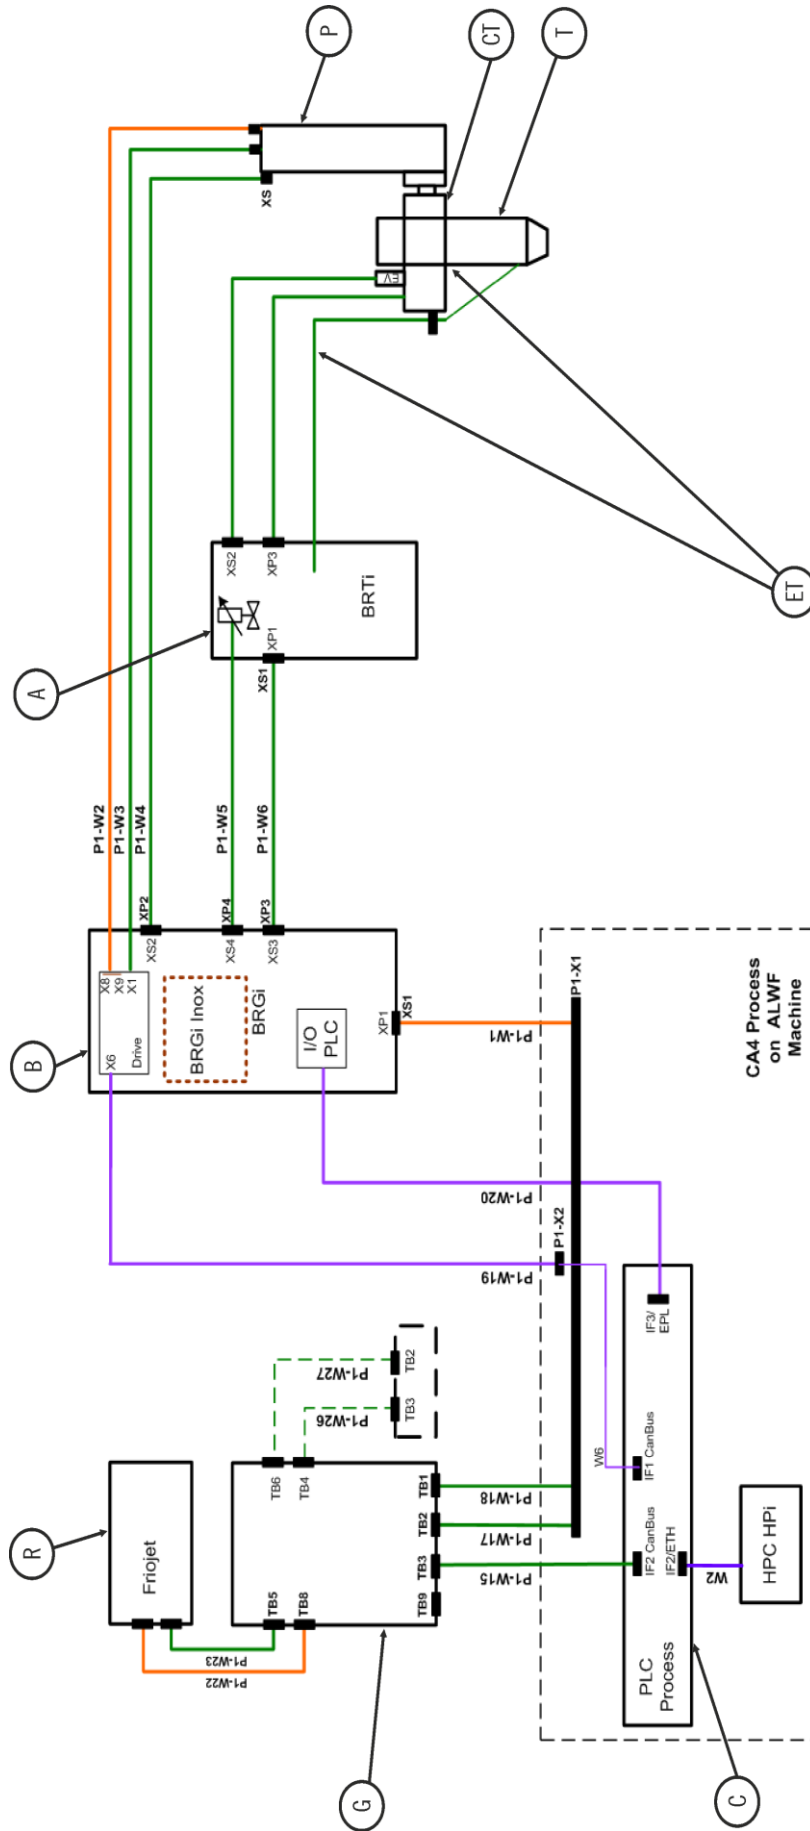 P
CT
T
ET
A
B
R
G
C
XS
EV
XS2
XP3
XP1
XS1
BRTi
P1-W2
P1-W3
P1-W4
P1-W5
P1-W6
XP2
XS2
XP4
XS4
XP3
XS3
X8
X9
X1
X6
Drive
BRGi Inox
BRGi
I/O
PLC
XP1
XS1
P1-W1
P1-X1
CA4 Process
on ALWF
Machine
P1-W20
P1-X2
P1-W19
IF3/
EPL
W6
IF1 CanBus
IF2 CanBus
IF2/ETH
PLC
Process
W2
HPC HPi
P1-W27
TB2
P1-W26
TB3
TB6
TB4
TB1
TB2
TB3
TB9
TB5
TB8
P1-W18
P1-W17
P1-W15
Friojet
P1-W23
P1-W22